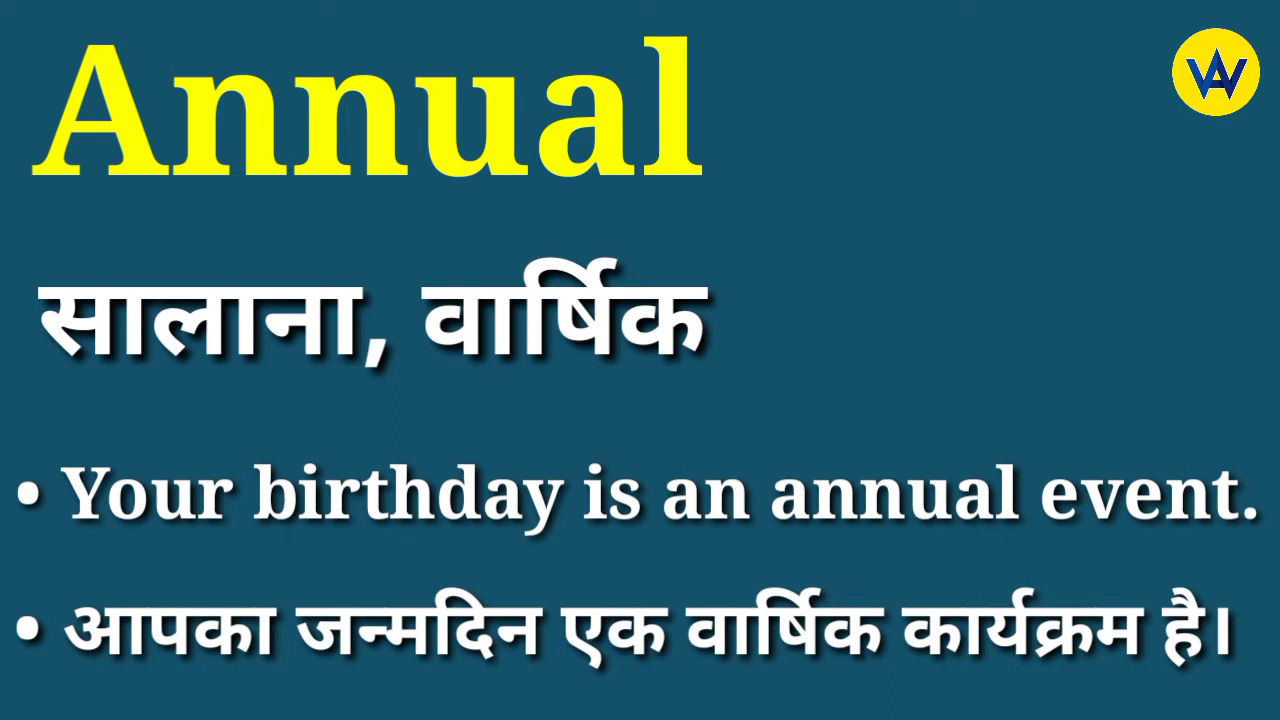 Annual
सालाना, वार्षिक
• Your birthday is an annual event.
• आपका जन्मदिन एक वार्षिक कार्यक्रम है।